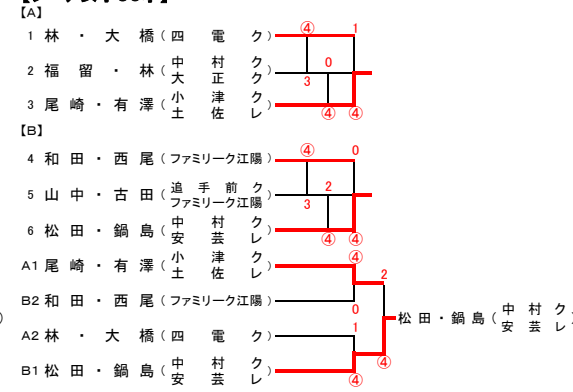 【A】
1 林・大橋（四電ク） ④ 1
2 福留・林（中村ク 大正ク） 3 0
3 尾崎・有澤（小津ク 土佐レ） ④ ④
【B】
4 和田・西尾（ファミリーク江陽） ④ 0
5 山中・古田（追手前ク ファミリーク江陽） 3 2
6 松田・鍋島（中村ク 安芸レ） ④ ④
A1 尾崎・有澤（小津ク 土佐レ） ④ 2
B2 和田・西尾（ファミリーク江陽） 0
松田・鍋島（中村ク 安芸レ）
A2 林・大橋（四電ク） 1
B1 松田・鍋島（中村ク 安芸レ） ④ ④